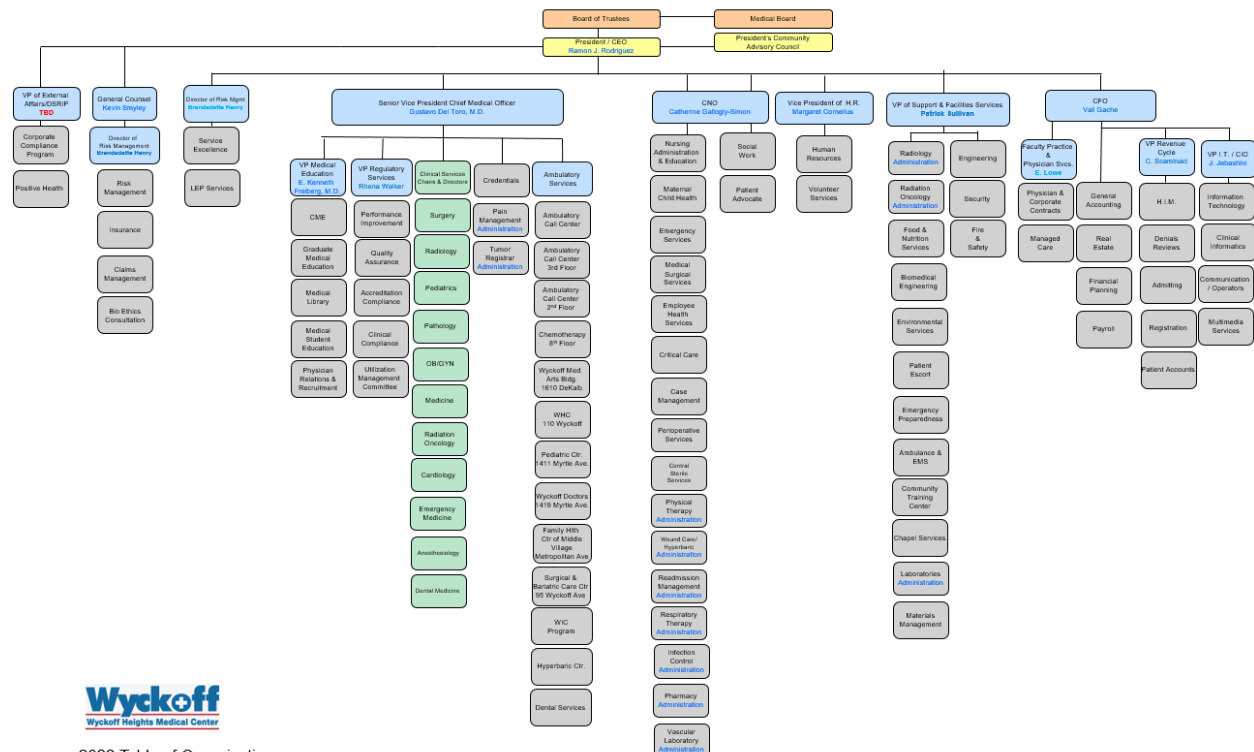 Board of Trustees
Medical Board
President / CEO
Ramon J. Rodriguez
President's Community
Advisory Council
VP of External
Affairs/DSRIP
TBD
Corporate
Compliance
Program
Positive Health
General Counsel
Kevin Smyley
Director of
Risk Management
Brendadette Henry
Risk
Management
Insurance
Claims
Management
Bio Ethics
Consultation
Director of Risk Mgmt
Brendadette Henry
Service
Excellence
LEP Services
Senior Vice President Chief Medical Officer
Gustavo Del Toro, M.D.
VP Medical
Education
E. Kenneth
Freiberg, M.D.
CME
Graduate
Medical
Education
Medical
Library
Medical
Student
Education
Physician
Relations &
Recruitment
VP Regulatory
Services
Rhena Walker
Performance
Improvement
Quality
Assurance
Accreditation
Compliance
Clinical
Compliance
Utilization
Management
Committee
Clinical Services
Chairs & Directors
Surgery
Radiology
Pediatrics
Pathology
OB/GYN
Medicine
Radiation
Oncology
Cardiology
Emergency
Medicine
Anesthesiology
Dental Medicine
Credentials
Pain
Management
Administration
Tumor
Registrar
Administration
Ambulatory
Services
Ambulatory
Call Center
Ambulatory
Call Center
3rd Floor
Ambulatory
Call Center
2nd Floor
Chemotherapy
8th Floor
Wyckoff Med.
Arts Bldg.
1610 DeKalb
WHC
110 Wyckoff
Pediatric Ctr.
1411 Myrtle Ave.
Wyckoff Doctors
1419 Myrtle Ave.
Family Hlth
Ctr of Middle
Village
Metropolitan Ave
Surgical &
Bariatric Care Ctr
95 Wyckoff Ave
WIC
Program
Hyperbaric Ctr.
Dental Services
CNO
Catherine Gallogly-Simon
Nursing
Administration
& Education
Maternal
Child Health
Emergency
Services
Medical
Surgical
Services
Employee
Health
Services
Critical Care
Case
Management
Perioperative
Services
Central
Sterile
Services
Physical
Therapy
Administration
Wound Care/
Hyperbaric
Administration
Readmission
Management
Administration
Respiratory
Therapy
Administration
Infection
Control
Administration
Pharmacy
Administration
Vascular
Laboratory
Administration
Social
Work
Patient
Advocate
Vice President of H.R.
Margaret Cornelius
Human
Resources
Volunteer
Services
VP of Support & Facilities Services
Patrick Sullivan
Radiology
Administration
Radiation
Oncology
Administration
Food &
Nutrition
Services
Biomedical
Engineering
Environmental
Services
Patient
Escort
Emergency
Preparedness
Ambulance &
EMS
Community
Training
Center
Chapel Services
Laboratories
Administration
Materials
Management
Engineering
Security
Fire
&
Safety
CFO
Vali Gache
Faculty Practice
&
Physician Svcs.
E. Lowe
Physician &
Corporate
Contracts
Managed
Care
General
Accounting
Real
Estate
Financial
Planning
Payroll
VP Revenue
Cycle
C. Scaminaci
H.I.M.
Denials
Reviews
Admitting
Registration
Patient Accounts
VP I.T. / CIO
J. Jebashini
Information
Technology
Clinical
Informatics
Communication
/ Operators
Multimedia
Services
Wyckoff
Wyckoff Heights Medical Center